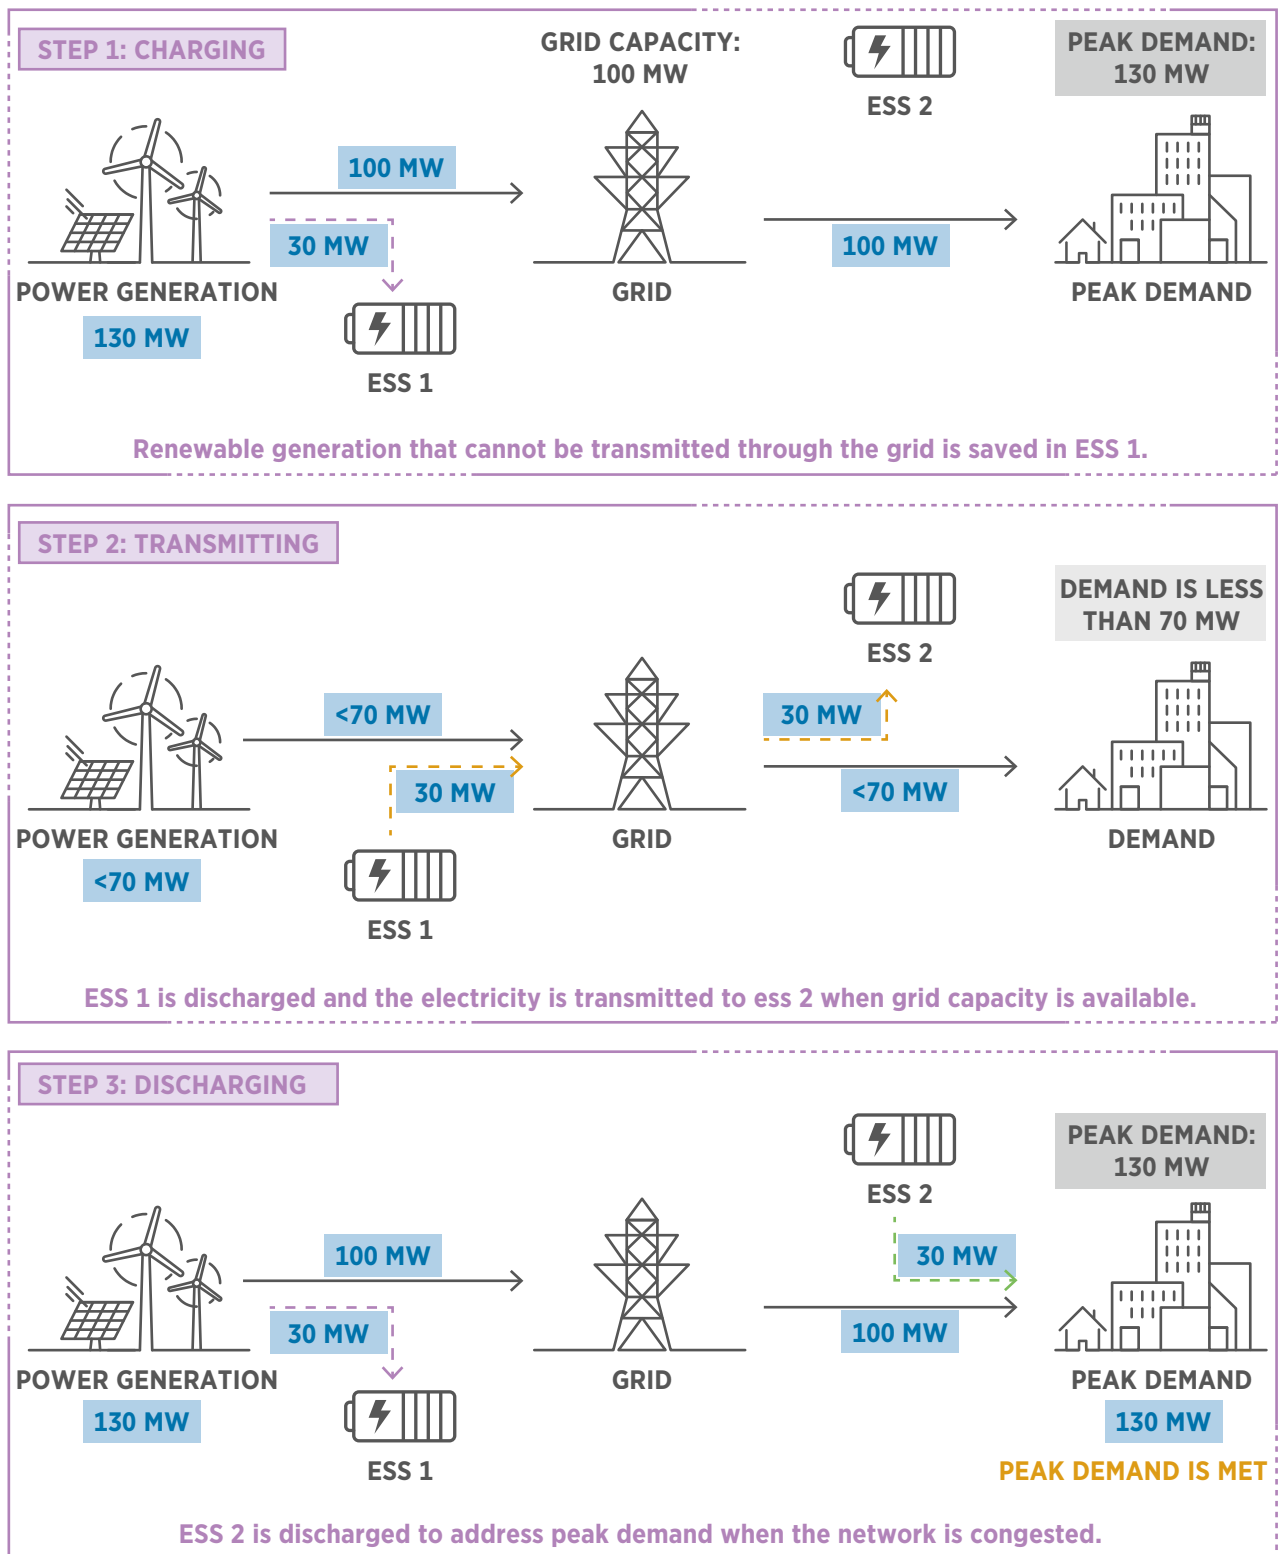 STEP 1: CHARGING
GRID CAPACITY:
100 MW
ESS 2
PEAK DEMAND:
130 MW
100 MW
30 MW
100 MW
POWER GENERATION
130 MW
ESS 1
GRID
PEAK DEMAND
Renewable generation that cannot be transmitted through the grid is saved in ESS 1.
STEP 2: TRANSMITTING
DEMAND IS LESS
THAN 70 MW
ESS 2
<70 MW
30 MW
30 MW
<70 MW
POWER GENERATION
<70 MW
ESS 1
GRID
DEMAND
ESS 1 is discharged and the electricity is transmitted to ess 2 when grid capacity is available.
STEP 3: DISCHARGING
PEAK DEMAND:
130 MW
ESS 2
100 MW
30 MW
30 MW
100 MW
POWER GENERATION
130 MW
ESS 1
GRID
PEAK DEMAND
130 MW
PEAK DEMAND IS MET
ESS 2 is discharged to address peak demand when the network is congested.